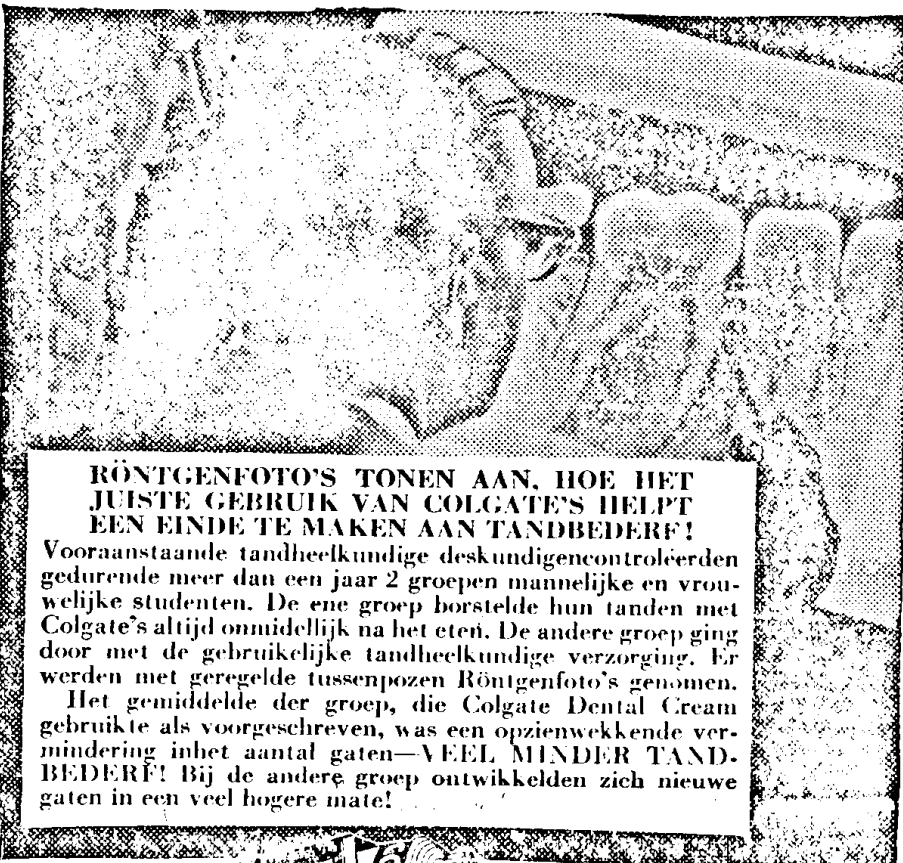 RÖNTGENFOTO'S TONEN AAN, HOE HET
JUISTE GEBRUIK VAN COLGATE'S HELPT
EEN EINDE TE MAKEN AAN TANDBEDERF!
Vooraanstaande tandheelkundige deskundigencontroleerden
gedurende meer dan een jaar 2 groepen mannelijke en vrou-
welijke studenten. De ene groep borstelde hun tanden met
Colgate's altijd onmidellijk na het eten. De andere groep ging
door met de gebruikelijke tandheelkundige verzorging. Er
werden met geregelde tussenpozen Röntgenfoto's genomen.
Het gemiddelde der groep, die Colgate Dental Cream
gebruikte als voorgeschreven, was een opzienwekkende ver-
mindering inhet aantal gaten—VEEL MINDER TAND-
BEDERF! Bij de andere groep ontwikkelden zich nieuwe
gaten in een veel hogere mate!